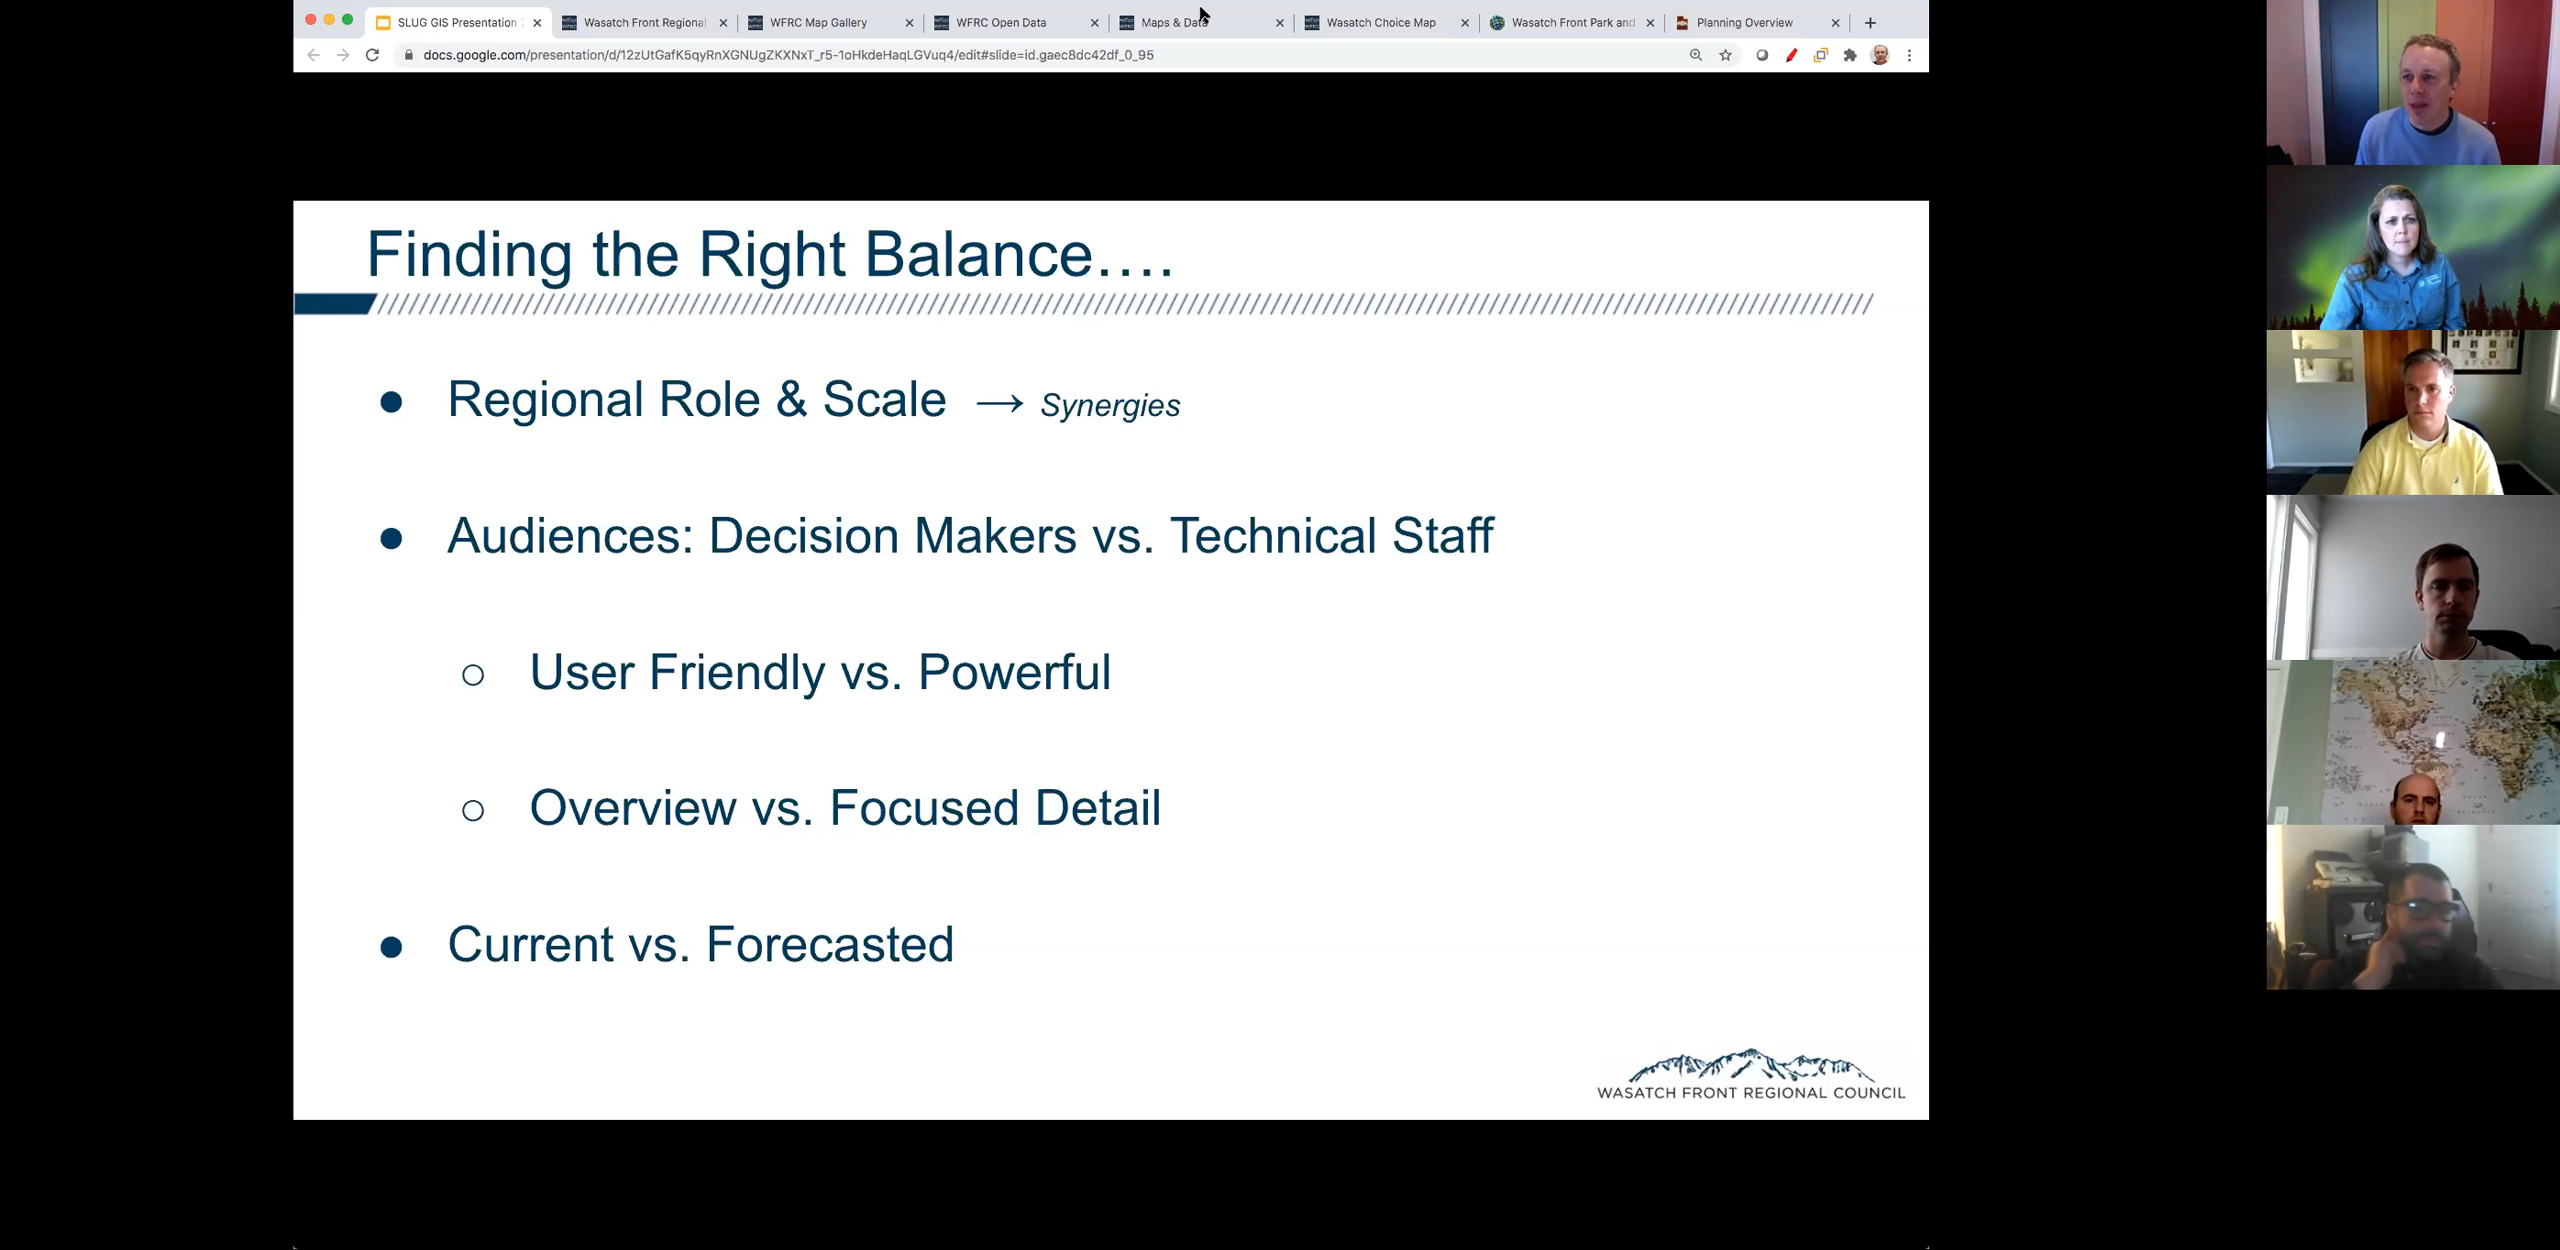 SLUG GIS Presentation
Wasatch Front Regional
WFRC Map Gallery
WFRC Open Data
Maps & Data
Wasatch Choice Map
Wasatch Front Park and
Planning Overview
docs.google.com/presentation/d/12zUtGafK5qyRnXGNUgZKXNxT_r5-1oHkdeHaqLGVuq4/edit#slide=id.gaec8dc42df_0_95
Finding the Right Balance....
● Regional Role & Scale → Synergies
● Audiences: Decision Makers vs. Technical Staff
○ User Friendly vs. Powerful
○ Overview vs. Focused Detail
● Current vs. Forecasted
WASATCH FRONT REGIONAL COUNCIL